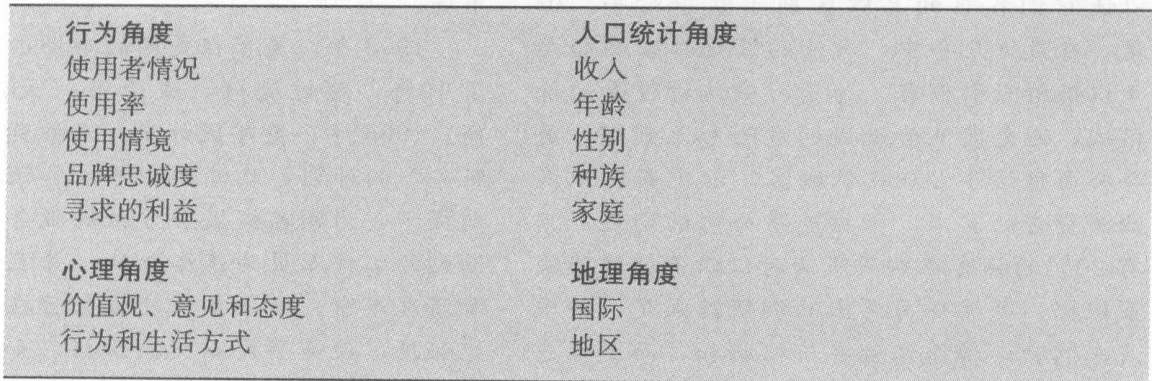 行为角度
使用者情况
使用率
使用情境
品牌忠诚度
寻求的利益
心理角度
价值观、意见和态度
行为和生活方式
人口统计角度
收入
年龄
性别
种族
家庭
地理角度
国际
地区